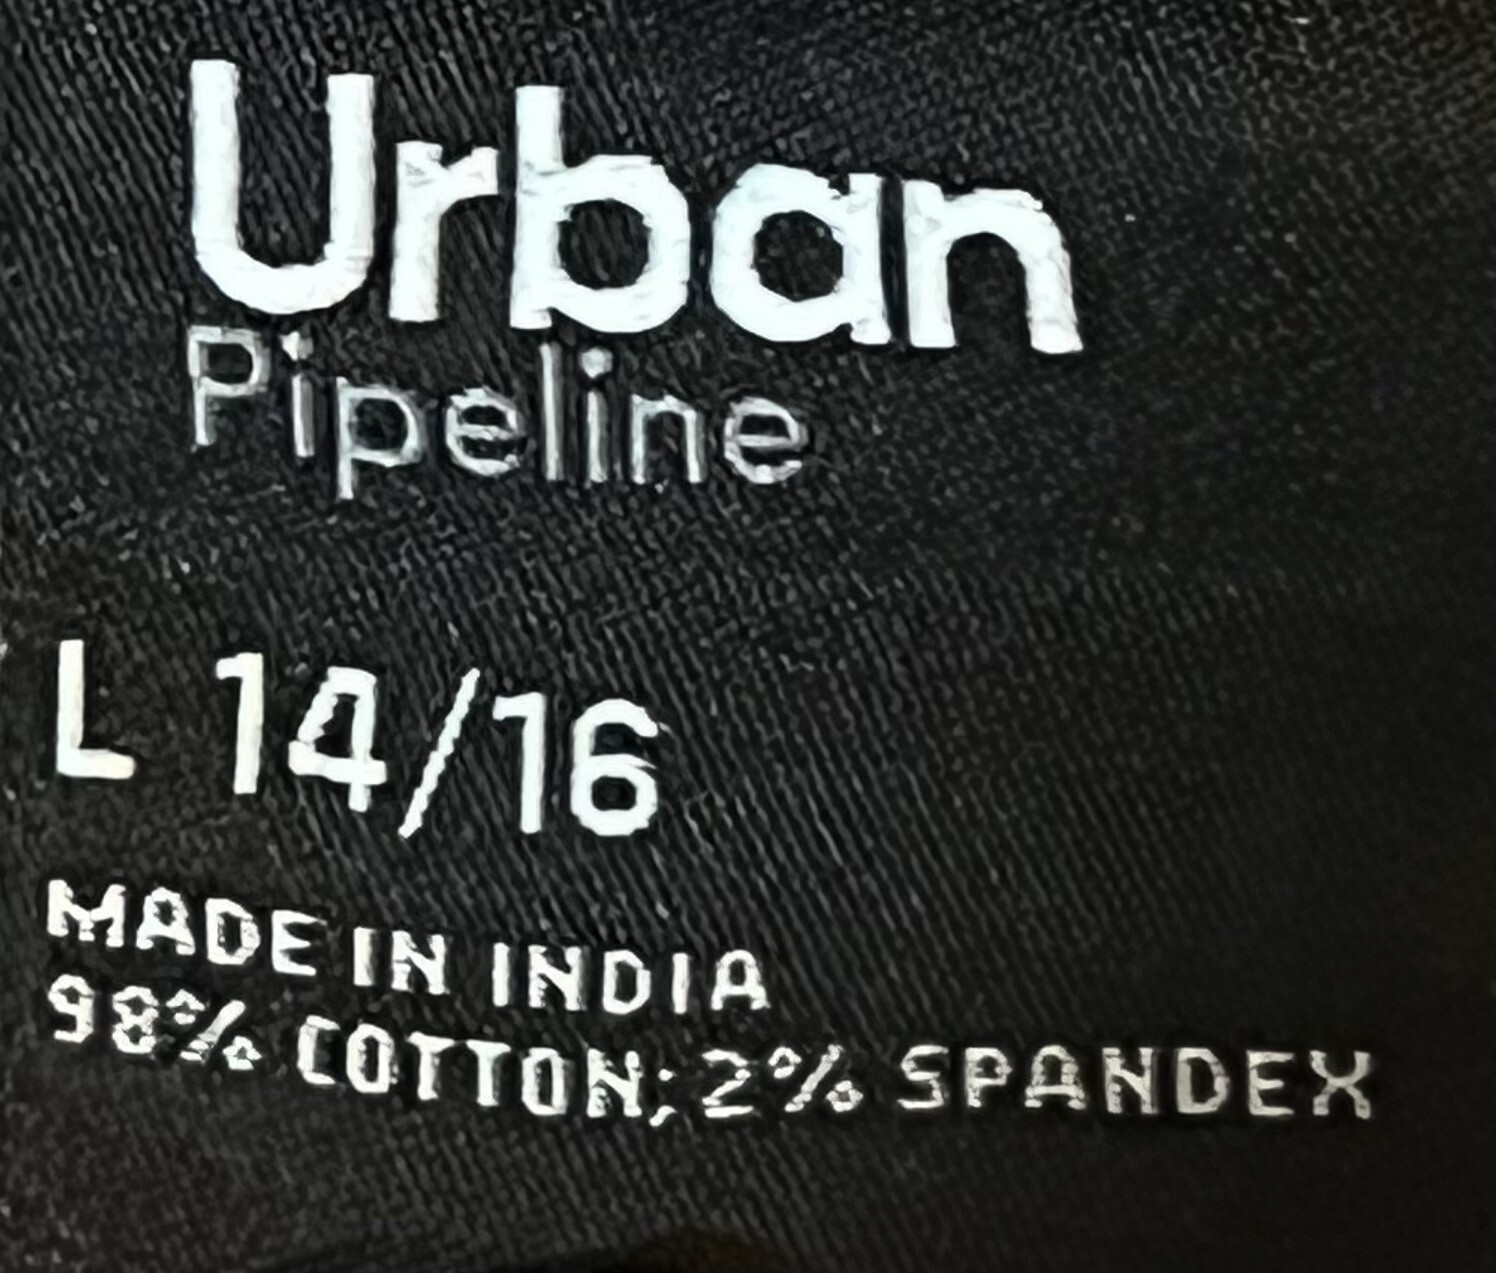 Urban
Pipeline
L 14/16
MADE IN INDIA
98% COTTON; 2% SPANDEX